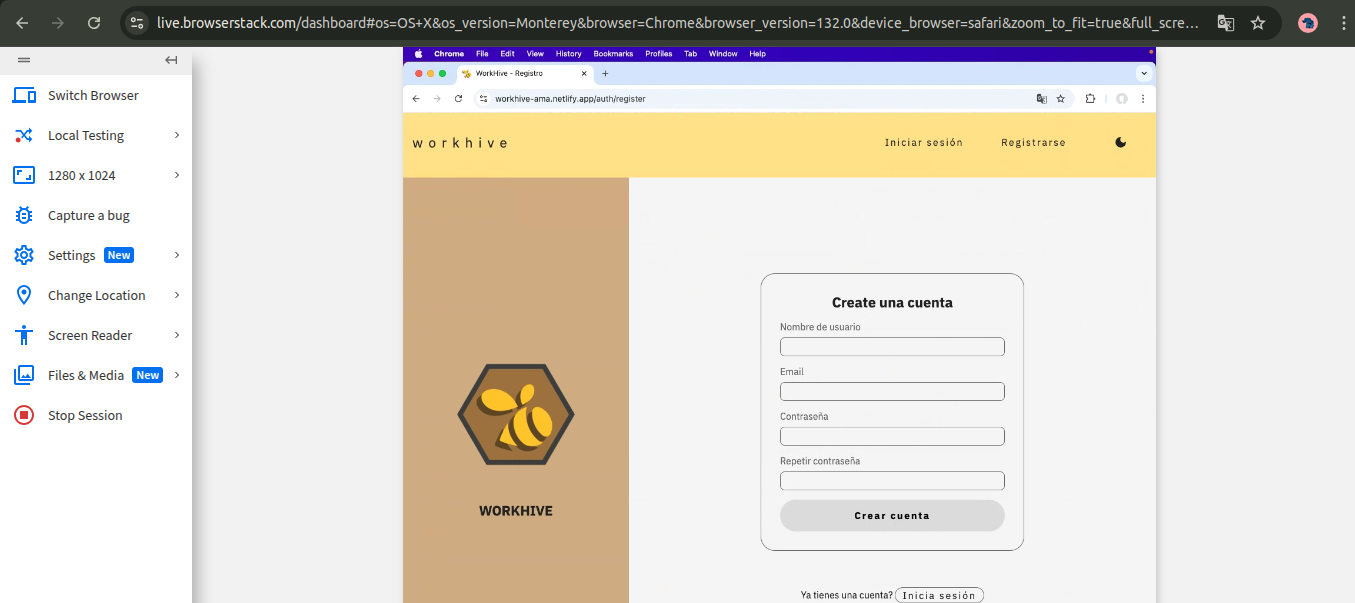 live.browserstack.com/dashboard#os=OS+X&os_version=Monterey&browser=Chrome&browser_version=132.0&device_browser=safari&zoom_to_fit=true&full_scre...
Switch Browser
Local Testing
1280 x 1024
Capture a bug
Settings New
Change Location
Screen Reader
Files & Media New
Stop Session
Chrome File Edit View History Bookmarks Profiles Tab Window Help
WorkHive - Registro
workhive-ama.netlify.app/auth/register
workhive Iniciar sesión Registrarse
WORKHIVE
Create una cuenta
Nombre de usuario
Email
Contraseña
Repetir contraseña
Crear cuenta
Ya tienes una cuenta? Inicia sesión